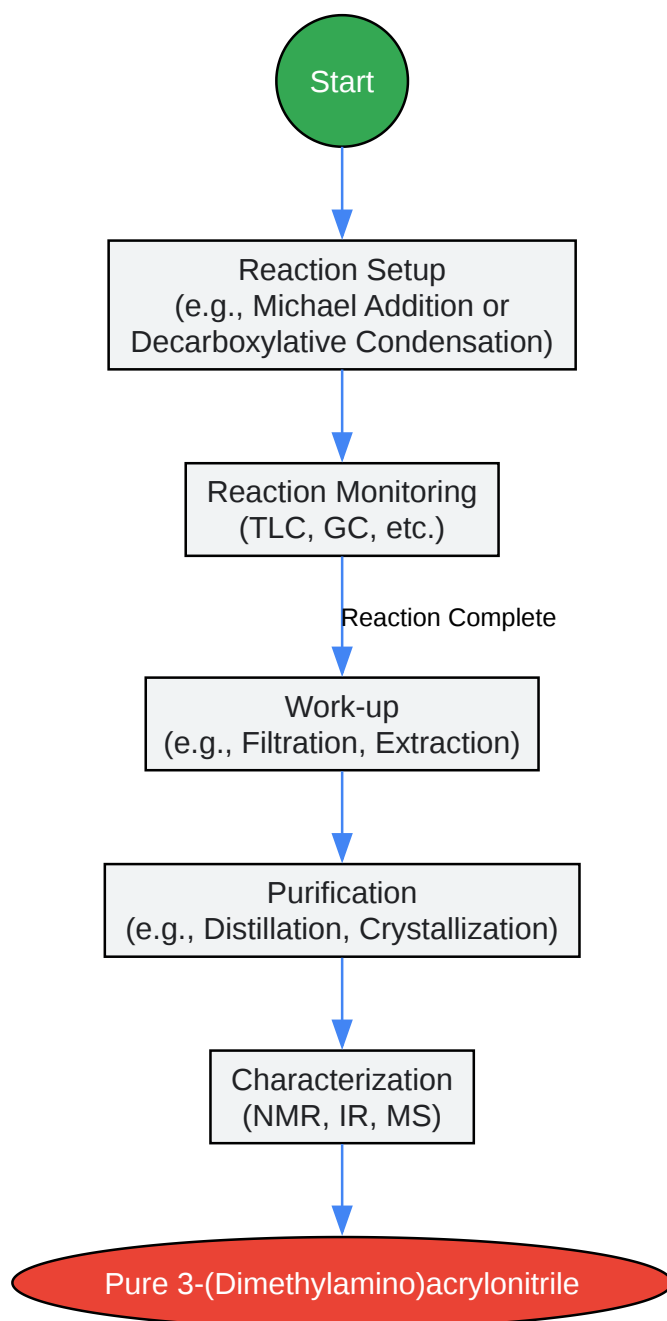 Start
Reaction Setup
(e.g., Michael Addition or
Decarboxylative Condensation)
Reaction Monitoring
(TLC, GC, etc.)
Reaction Complete
Work-up
(e.g., Filtration, Extraction)
Purification
(e.g., Distillation, Crystallization)
Characterization
(NMR, IR, MS)
Pure 3-(Dimethylamino)acrylonitrile